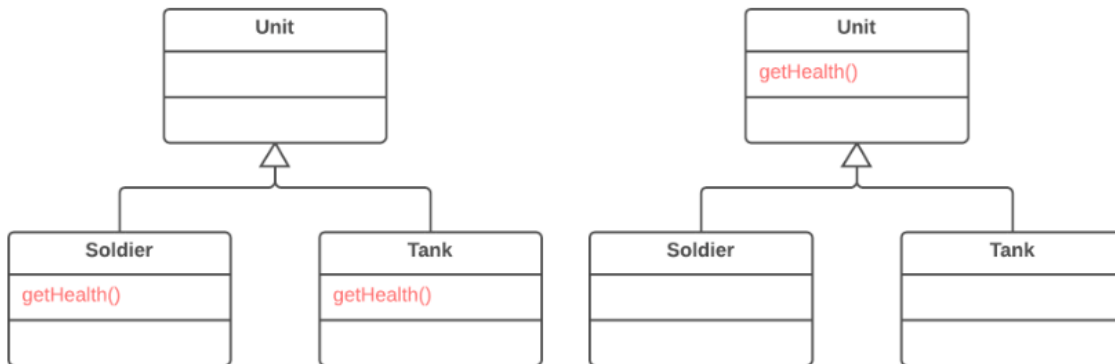 Unit
Soldier
getHealth()
Tank
getHealth()
Unit
getHealth()
Soldier
Tank